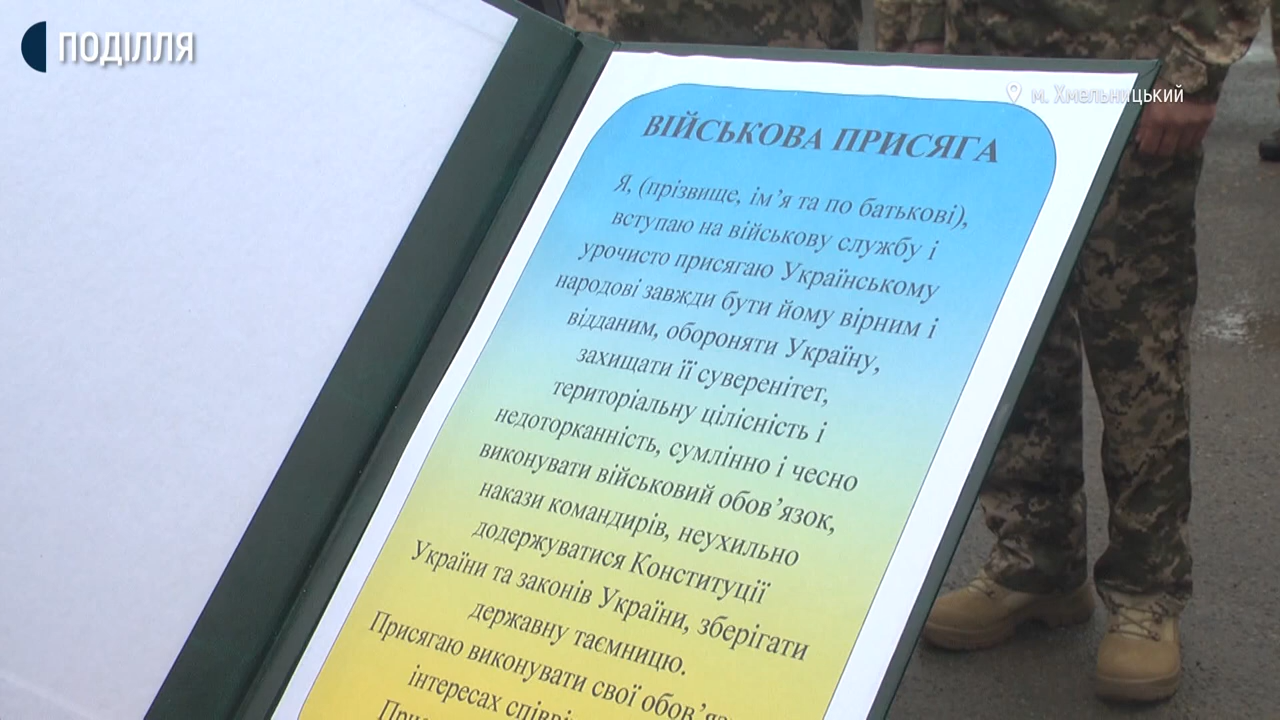 ПОДІЛЛЯ
м. Хмельницький
ВІЙСЬКОВА ПРИСЯГА
Я, (прізвище, ім’я та по батькові),
вступаю на військову службу і
урочисто присягаю Українському
народові завжди бути йому вірним і
відданим, обороняти Україну,
захищати її суверенітет,
територіальну цілісність і
недоторканність, сумлінно і чесно
виконувати військовий обов’язок,
накази командирів, неухильно
додержуватися Конституції
України та законів України, зберігати
державну таємницю.
Присягаю виконувати свої
інтересах